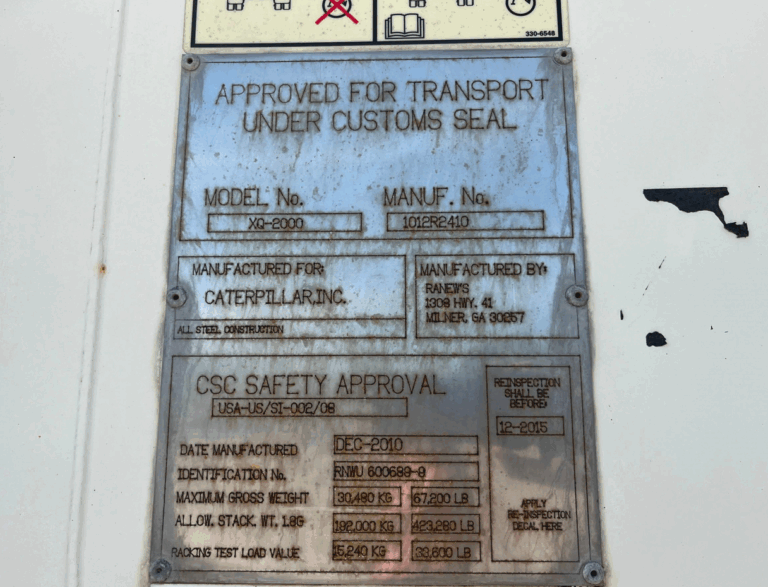 330-6548
APPROVED FOR TRANSPORT
UNDER CUSTOMS SEAL
MODEL, No. MANUF. No.
XQ-2000 1012R2410
MANUFACTURED FOR:
CATERPILLAR, INC.
ALL STEEL CONSTRUCTION
MANUFACTURED BY:
RANEW'S
1308 HWY. 41
MILNER, GA 30257
CSC SAFETY APPROVAL
USA-US/SI-002/08
REINSPECTION
SHALL BE
BEFORE:
12-2015
DATE MANUFACTURED DEC-2010
IDENTIFICATION No. RNWU 600689-9
MAXIMUM GROSS WEIGHT 30,480 KG 67,200 LB
ALLOW. STACK. WT. 1.8G 192,000 KG 423,280 LB
RACKING TEST LOAD VALUE 15,240 KG 33,600 LB
APPLY
RE-INSPECTION
DECAL HERE